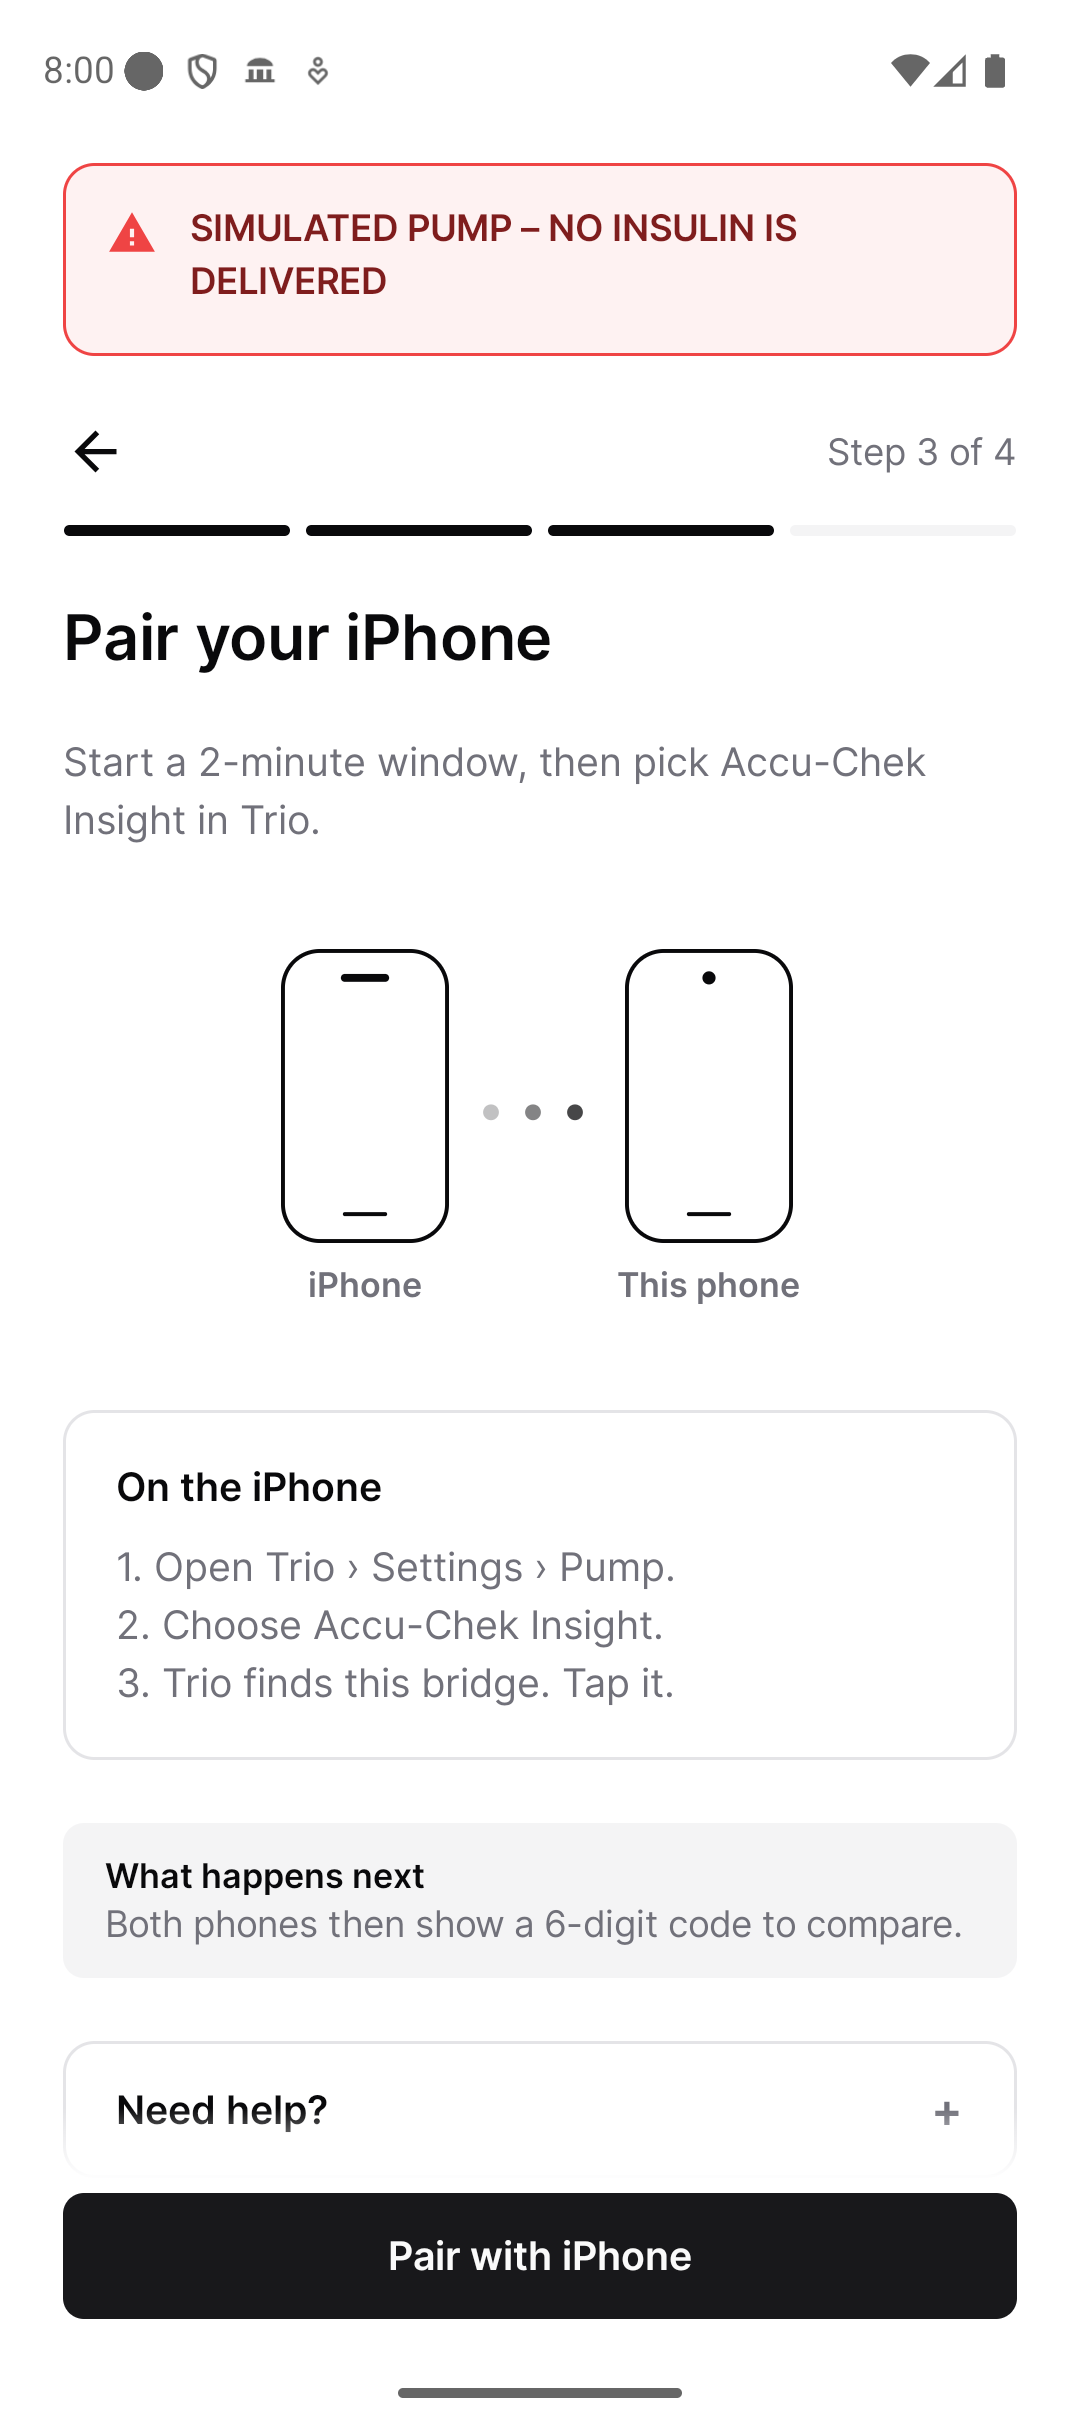 8:00
SIMULATED PUMP – NO INSULIN IS
DELIVERED
Step 3 of 4
Pair your iPhone
Start a 2-minute window, then pick Accu-Chek
Insight in Trio.
iPhone
This phone
On the iPhone
1. Open Trio › Settings › Pump.
2. Choose Accu-Chek Insight.
3. Trio finds this bridge. Tap it.
What happens next
Both phones then show a 6-digit code to compare.
Need help?
+
Pair with iPhone